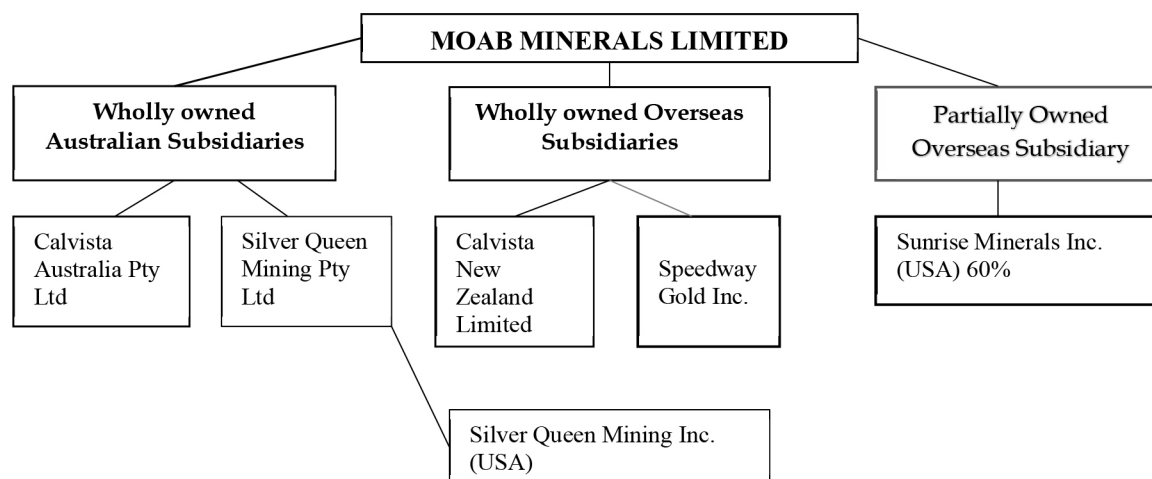 MOAB MINERALS LIMITED
Wholly owned
Australian Subsidiaries
Wholly owned Overseas
Subsidiaries
Partially Owned
Overseas Subsidiary
Calvista
Australia Pty
Ltd
Silver Queen
Mining Pty
Ltd
Calvista
New
Zealand
Limited
Speedway
Gold Inc.
Sunrise Minerals Inc.
(USA) 60%
Silver Queen Mining Inc.
(USA)